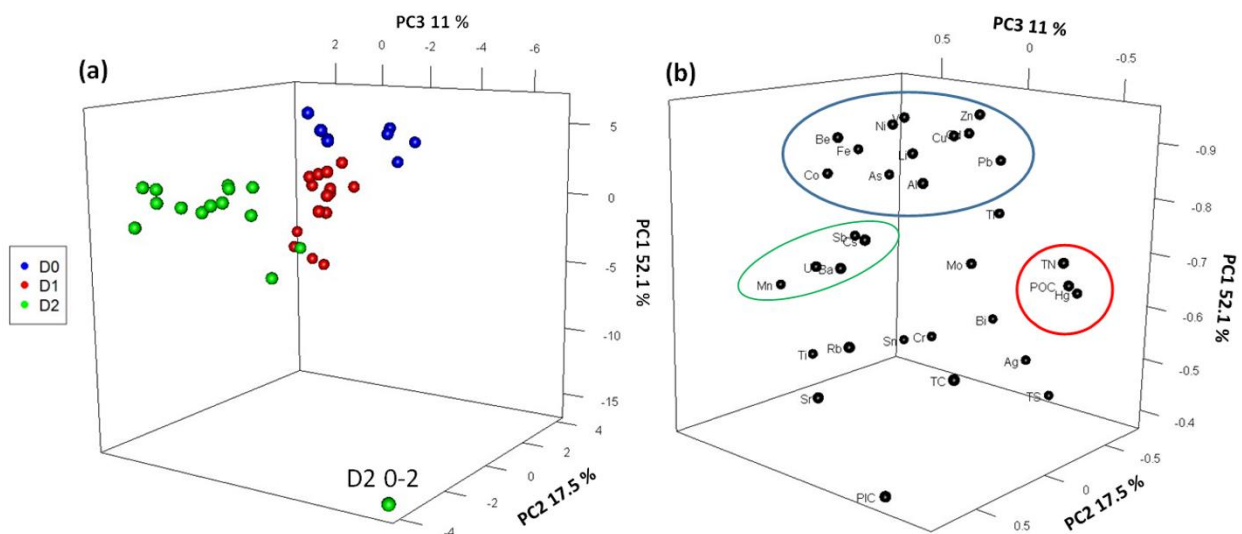 PC3 11 %
2 0 -2 -4 -6
(a)
5
0
-5
-10
-15
PC1 52.1 %
4
2
0
-2
-4
PC2 17.5 %
D0
D1
D2
D2 0-2
PC3 11 %
0.5 0 -0.5
(b)
Zn
V
Ni
Cu
Be
Fe
Li
Pb
Co
As
Al
Sb
Cs
U
Ba
Mn
Mo
TN
POC
Hg
Bi
Ti
Rb
Sn
Cr
Ag
TC
Sr
TS
PIC
-0.9
-0.8
-0.7
-0.6
-0.5
-0.4
PC1 52.1 %
-0.5
0
0.5
PC2 17.5 %